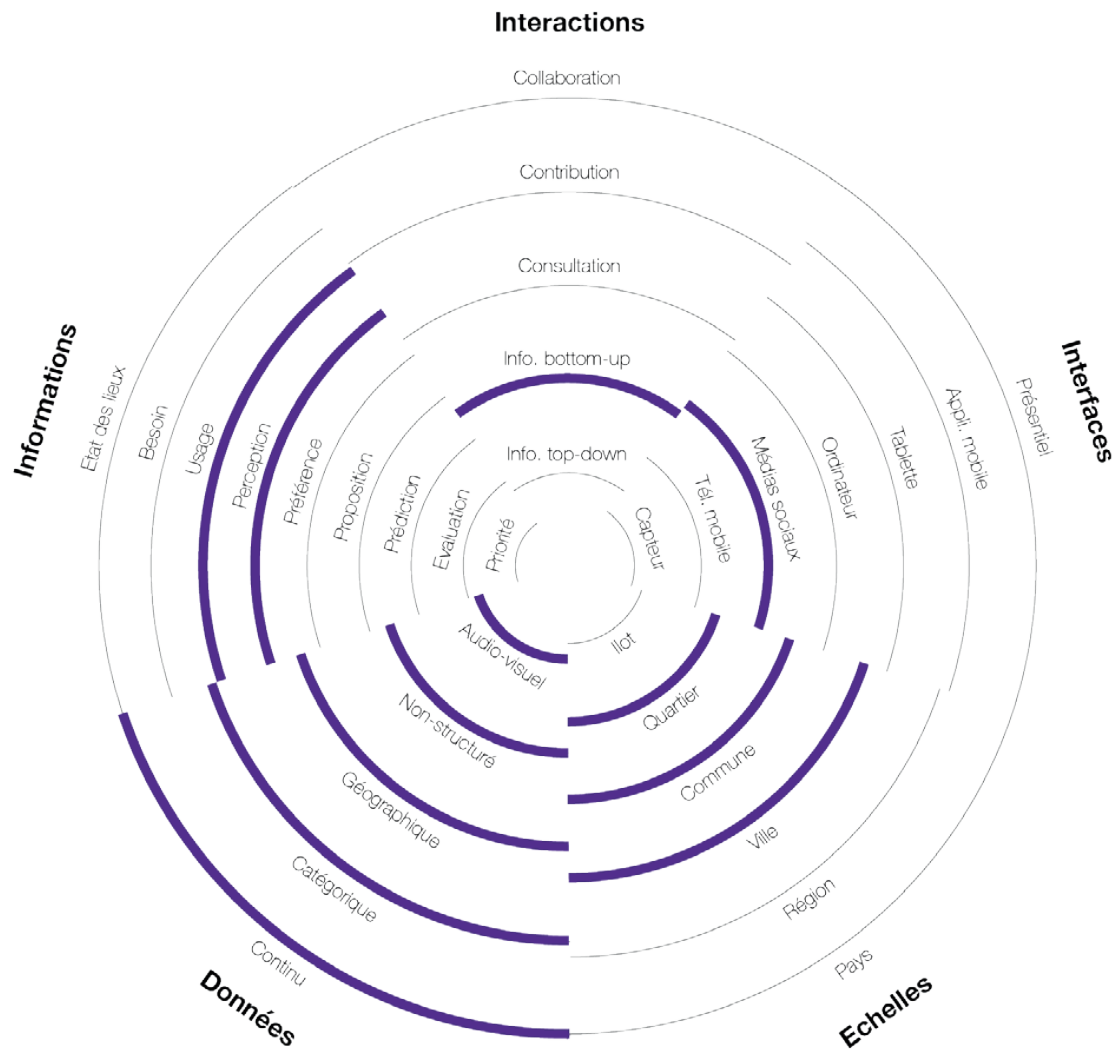 Interactions
Collaboration
Contribution
Consultation
Info. bottom-up
Info. top-down
Informations
Etat des lieux
Besoin
Usage
Perception
Préférence
Proposition
Prédiction
Evaluation
Priorité
Interfaces
Capteur
Tél. mobile
Médias sociaux
Ordinateur
Tablette
Appli. mobile
Présentiel
Données
Audio-visuel
Non-structuré
Géographique
Catégorique
Continu
Echelles
Ilot
Quartier
Commune
Ville
Région
Pays